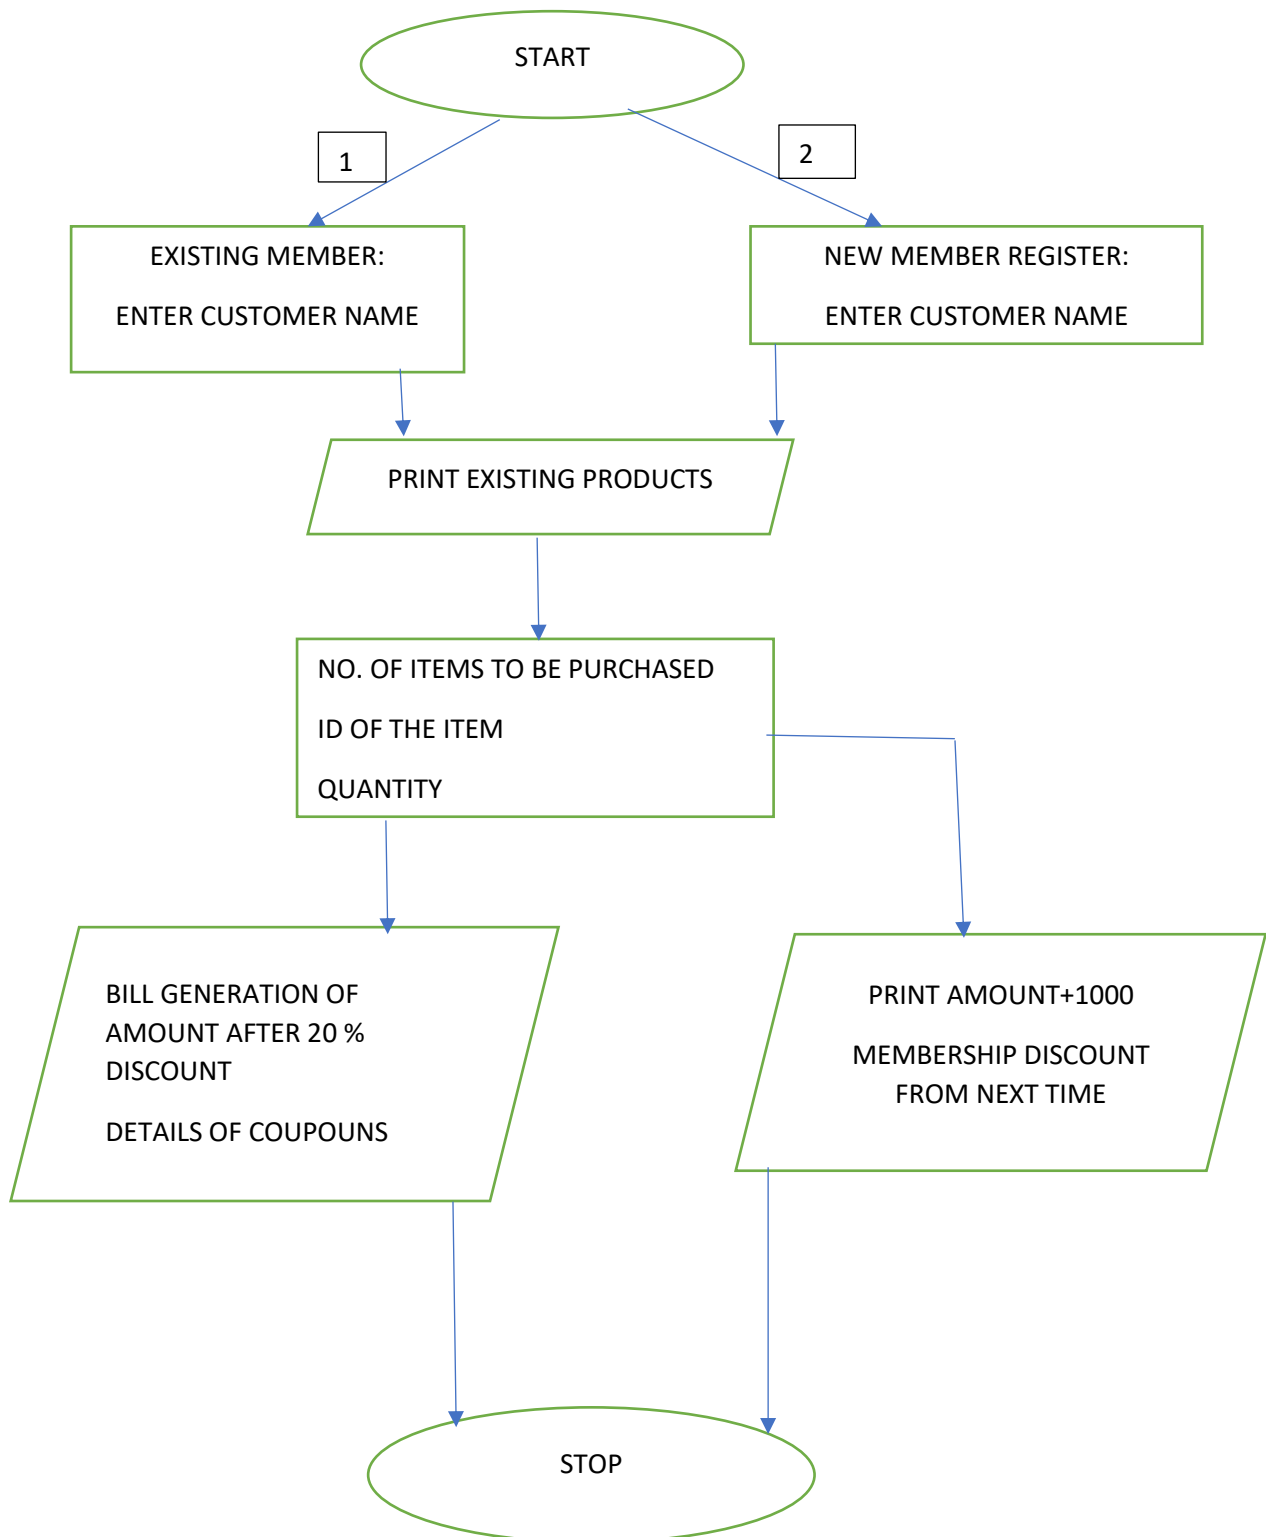 START
1
2
EXISTING MEMBER:
ENTER CUSTOMER NAME
NEW MEMBER REGISTER:
ENTER CUSTOMER NAME
PRINT EXISTING PRODUCTS
NO. OF ITEMS TO BE PURCHASED
ID OF THE ITEM
QUANTITY
BILL GENERATION OF
AMOUNT AFTER 20 %
DISCOUNT
DETAILS OF COUPOUNS
PRINT AMOUNT+1000
MEMBERSHIP DISCOUNT
FROM NEXT TIME
STOP